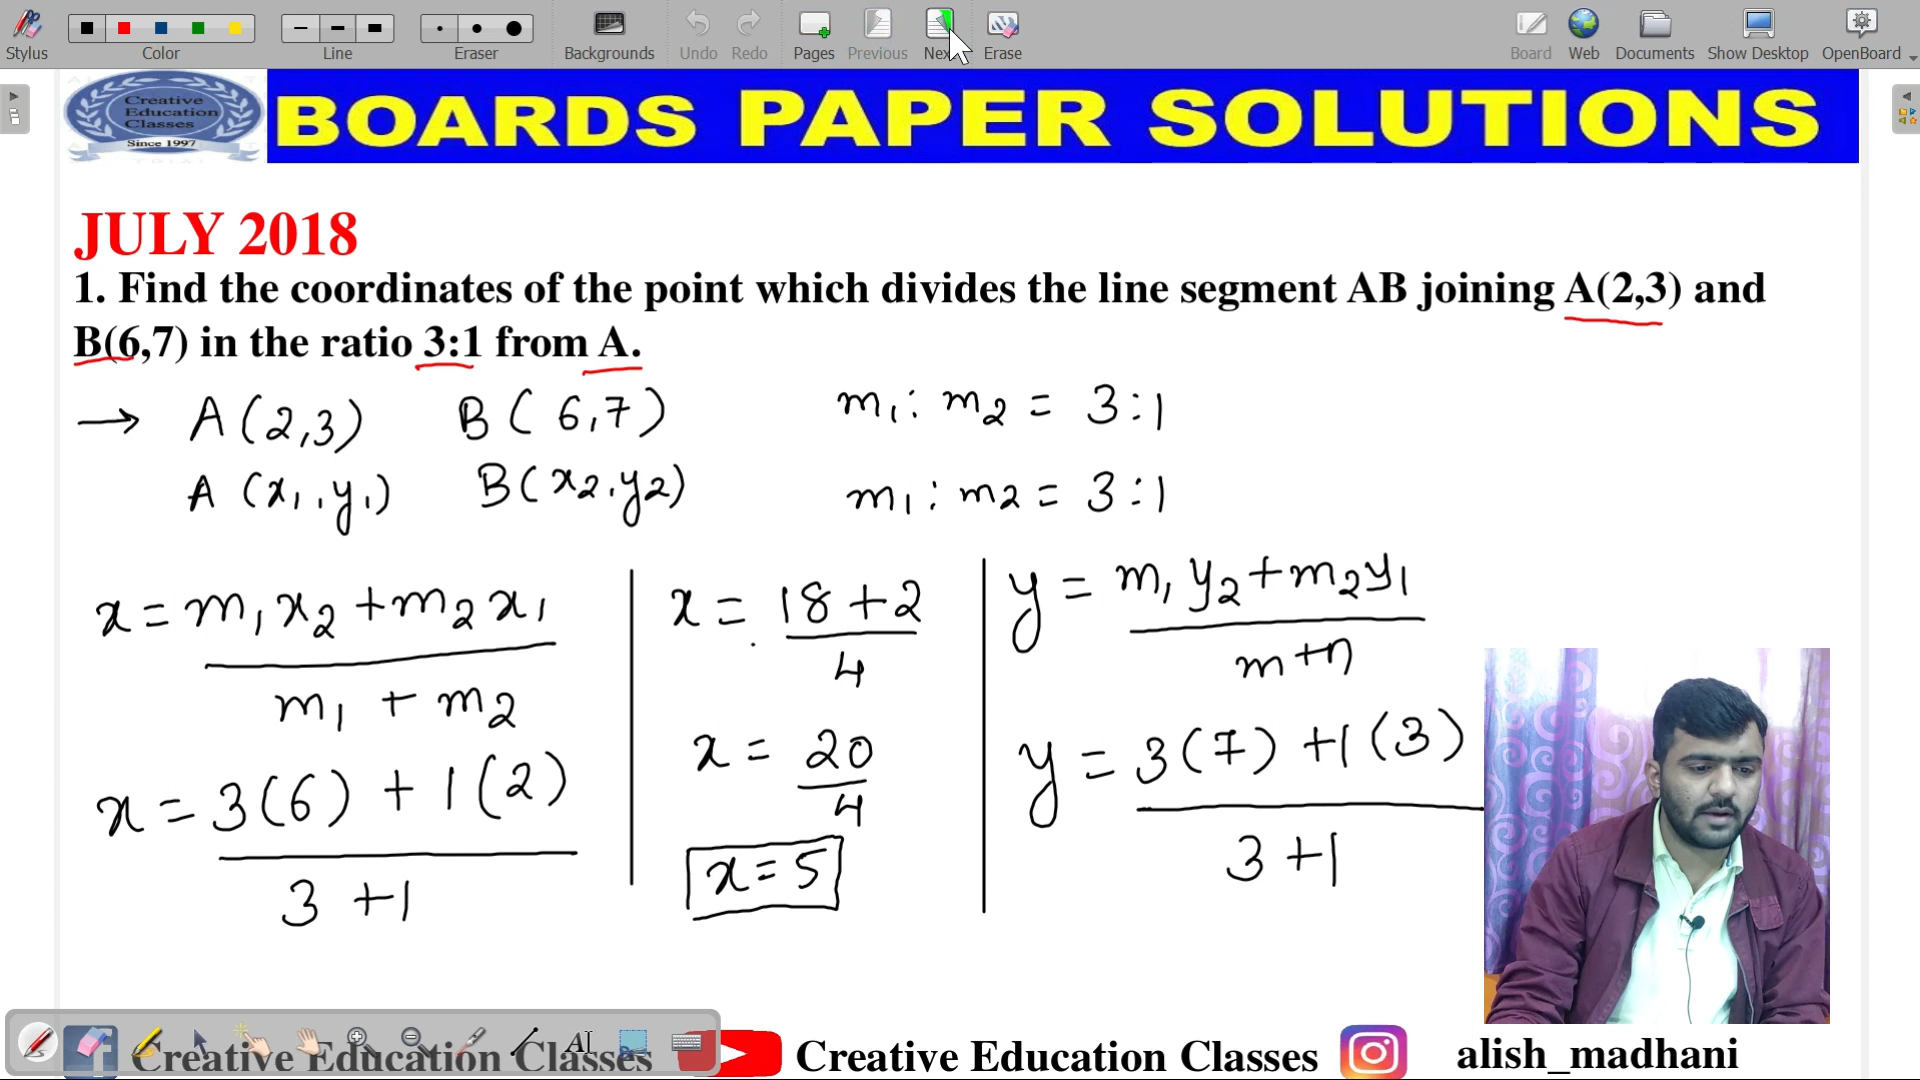 Stylus Color Line Eraser Backgrounds Undo Redo Pages Previous Next Erase Board Web Documents Show Desktop OpenBoard
Creative
Education
Classes
Since 1997
BOARDS PAPER SOLUTIONS
JULY 2018
1. Find the coordinates of the point which divides the line segment AB joining A(2,3) and
B(6,7) in the ratio 3:1 from A.
→ A(2,3) B(6,7) m₁ : m₂ = 3:1
A (x₁,y₁) B(x₂,y₂) m₁ : m₂ = 3:1
x = m₁x₂ + m₂x₁
m₁ + m₂
x = 3(6) + 1(2)
3 + 1
x = 18 + 2
4
x = 20
4
x = 5
y = m₁y₂ + m₂y₁
m + n
y = 3(7) + 1(3)
3 + 1
Creative Education Classes Creative Education Classes alish_madhani